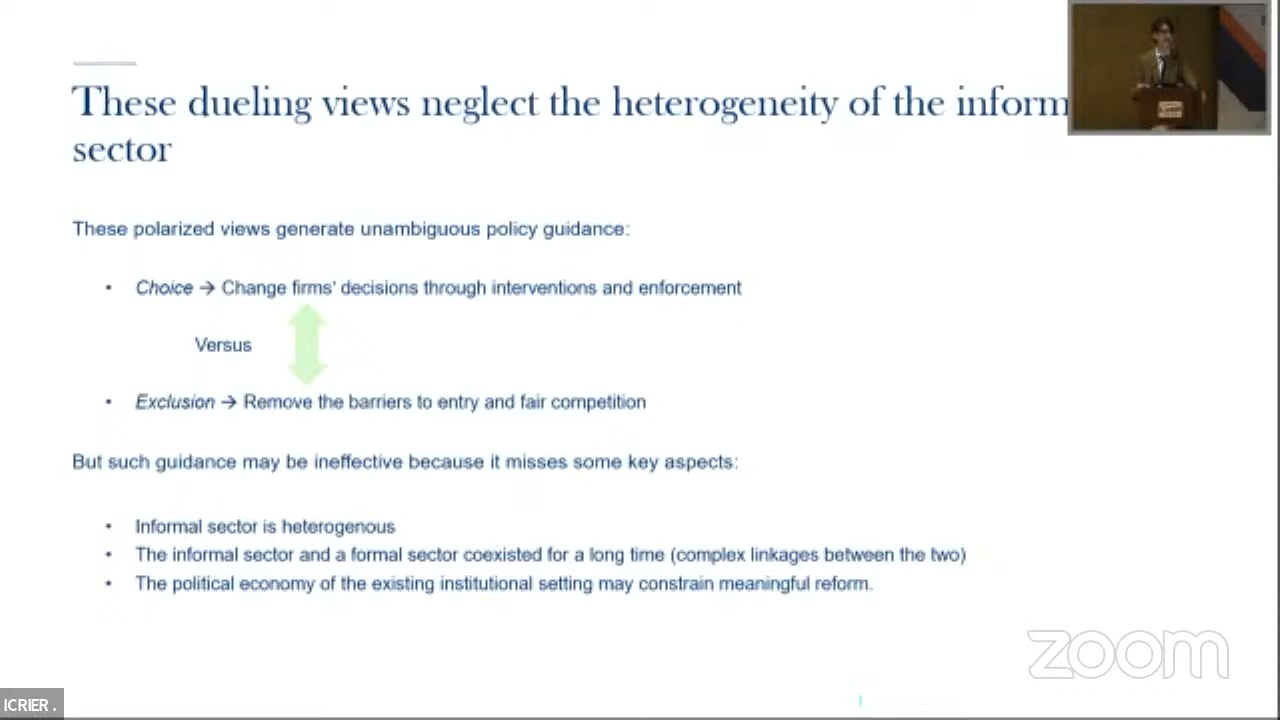 These dueling views neglect the heterogeneity of the inform
sector
These polarized views generate unambiguous policy guidance:
• Choice → Change firms' decisions through interventions and enforcement
Versus
• Exclusion → Remove the barriers to entry and fair competition
But such guidance may be ineffective because it misses some key aspects:
• Informal sector is heterogenous
• The informal sector and a formal sector coexisted for a long time (complex linkages between the two)
• The political economy of the existing institutional setting may constrain meaningful reform.
zoom
ICRIER .